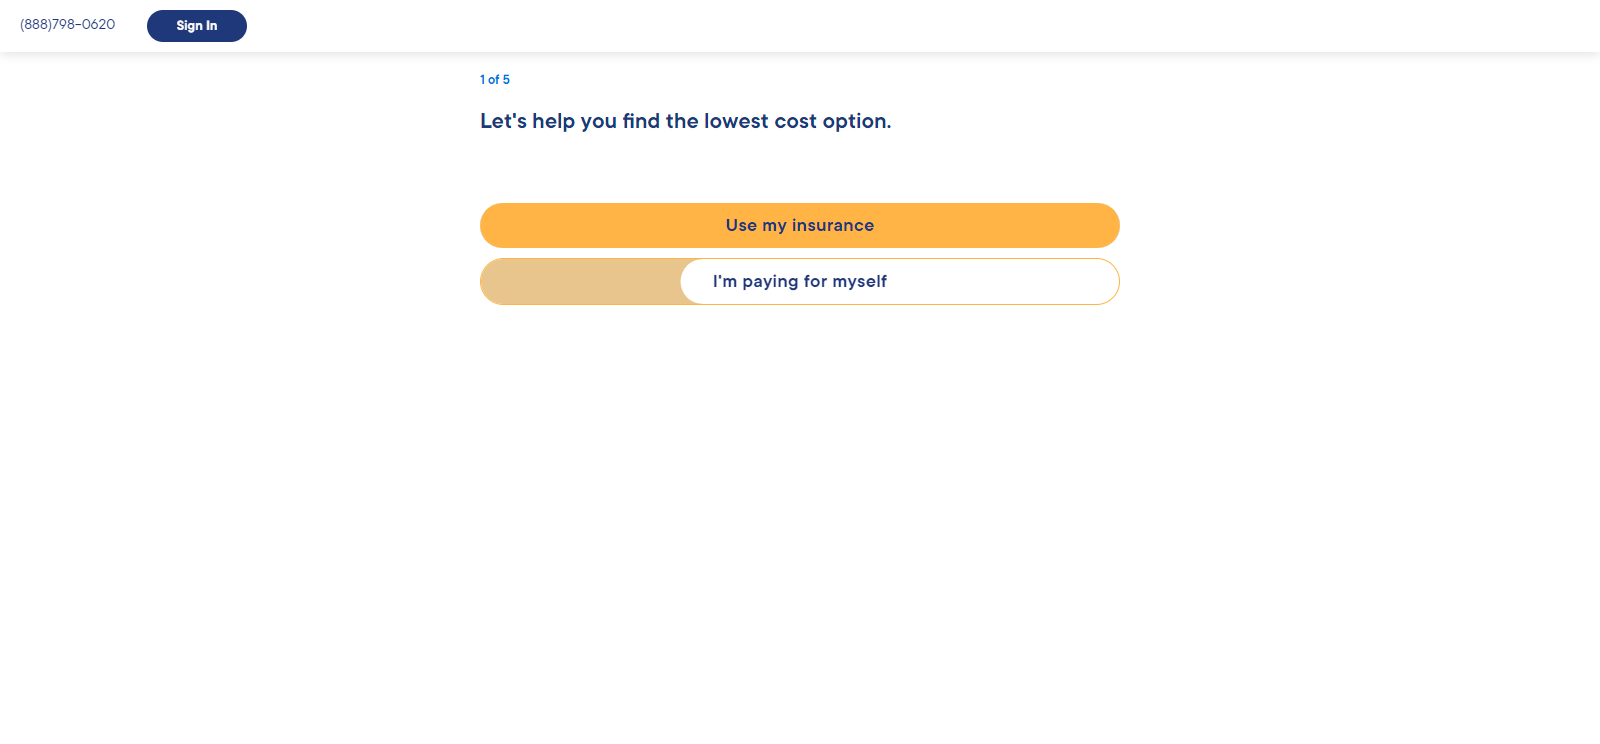 (888)798-0620
Sign In
1 of 5
Let's help you find the lowest cost option.
Use my insurance
I'm paying for myself